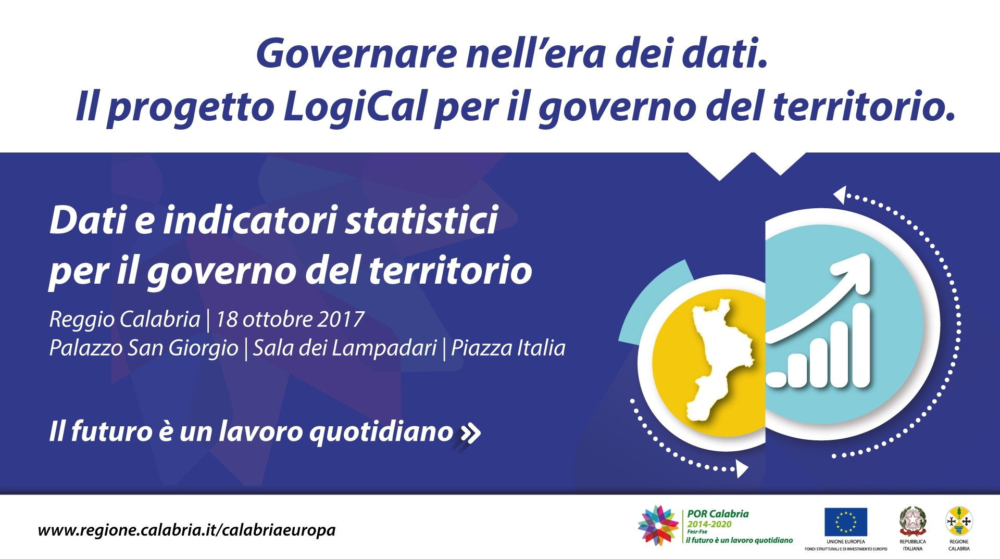 Governare nell’era dei dati.
Il progetto LogiCal per il governo del territorio.
Dati e indicatori statistici
per il governo del territorio
Reggio Calabria | 18 ottobre 2017
Palazzo San Giorgio | Sala dei Lampadari | Piazza Italia
Il futuro è un lavoro quotidiano
www.regione.calabria.it/calabriaeuropa
POR Calabria
2014-2020
Fesr-Fse
il futuro è un lavoro quotidiano
UNIONE EUROPEA
FONDI STRUTTURALI E DI INVESTIMENTO EUROPEI
REPUBBLICA
ITALIANA
REGIONE
CALABRIA